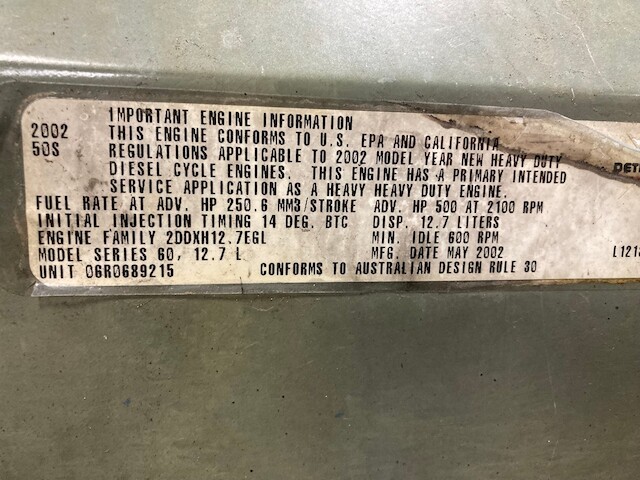 2002
50S
IMPORTANT ENGINE INFORMATION
THIS ENGINE CONFORMS TO U.S. EPA AND CALIFORNIA
REGULATIONS APPLICABLE TO 2002 MODEL YEAR NEW HEAVY DUTY
DIESEL CYCLE ENGINES. THIS ENGINE HAS A PRIMARY INTENDED
SERVICE APPLICATION AS A HEAVY HEAVY DUTY ENGINE.
FUEL RATE AT ADV. HP 250.6 MM3/STROKE ADV. HP 500 AT 2100 RPM
INITIAL INJECTION TIMING 14 DEG. BTC DISP. 12.7 LITERS
ENGINE FAMILY 2DDXH12.7EGL MIN. IDLE 600 RPM
MODEL SERIES 60, 12.7 L MFG. DATE MAY 2002
UNIT 06R0689215 CONFORMS TO AUSTRALIAN DESIGN RULE 30
DET
L121